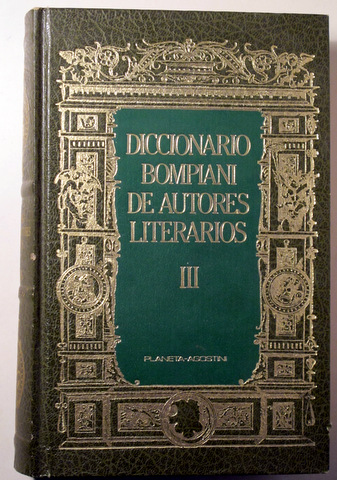 DICCIONARIO
BOMPIANI
DE AUTORES
LITERARIOS
III
PLANETA-AGOSTINI